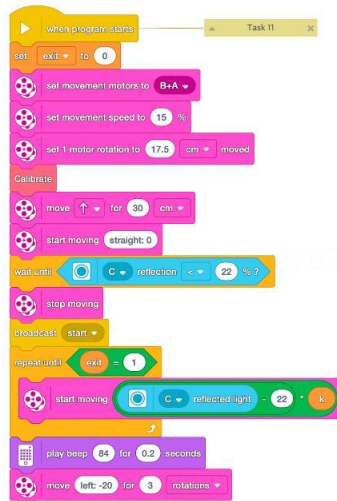 when program starts
Task 11
set exit to 0
set movement motors to B+A
set movement speed to 15 %
set 1 motor rotation to 17.5 cm moved
Calibrate
move ↑ for 30 cm
start moving straight: 0
wait until C reflection < 22 % ?
stop moving
broadcast start
repeat until exit = 1
start moving C reflected light - 22 * k
play beep 84 for 0.2 seconds
move left: -20 for 3 rotations